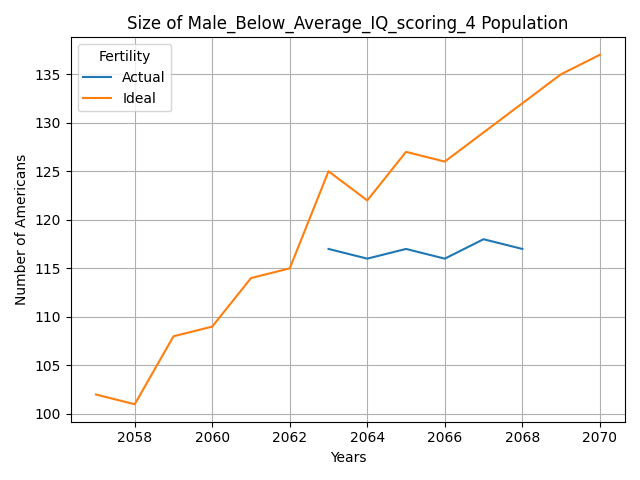 Size of Male_Below_Average_IQ_scoring_4 Population
Fertility
Actual
Ideal
Number of Americans
135
130
125
120
115
110
105
100
2058 2060 2062 2064 2066 2068 2070
Years